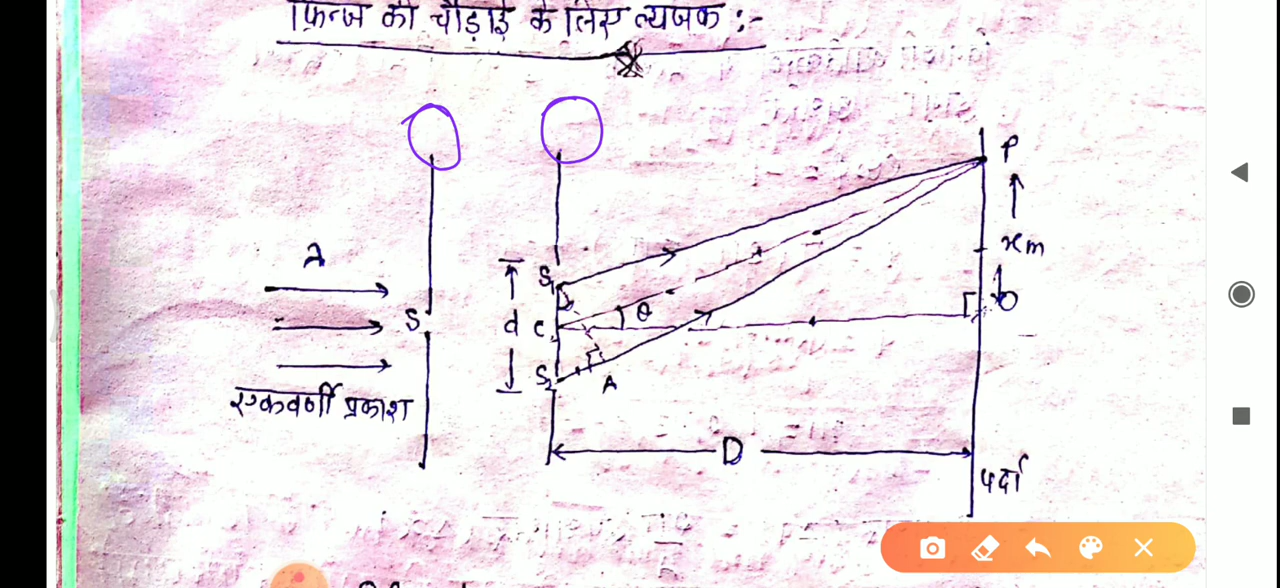 फ्रिन्ज की चौड़ाई के लिए व्यंजक :-
P
λ
xm
S₁
O
θ
S
d
C
S₂
A
एकवर्णी प्रकाश
D
पर्दा